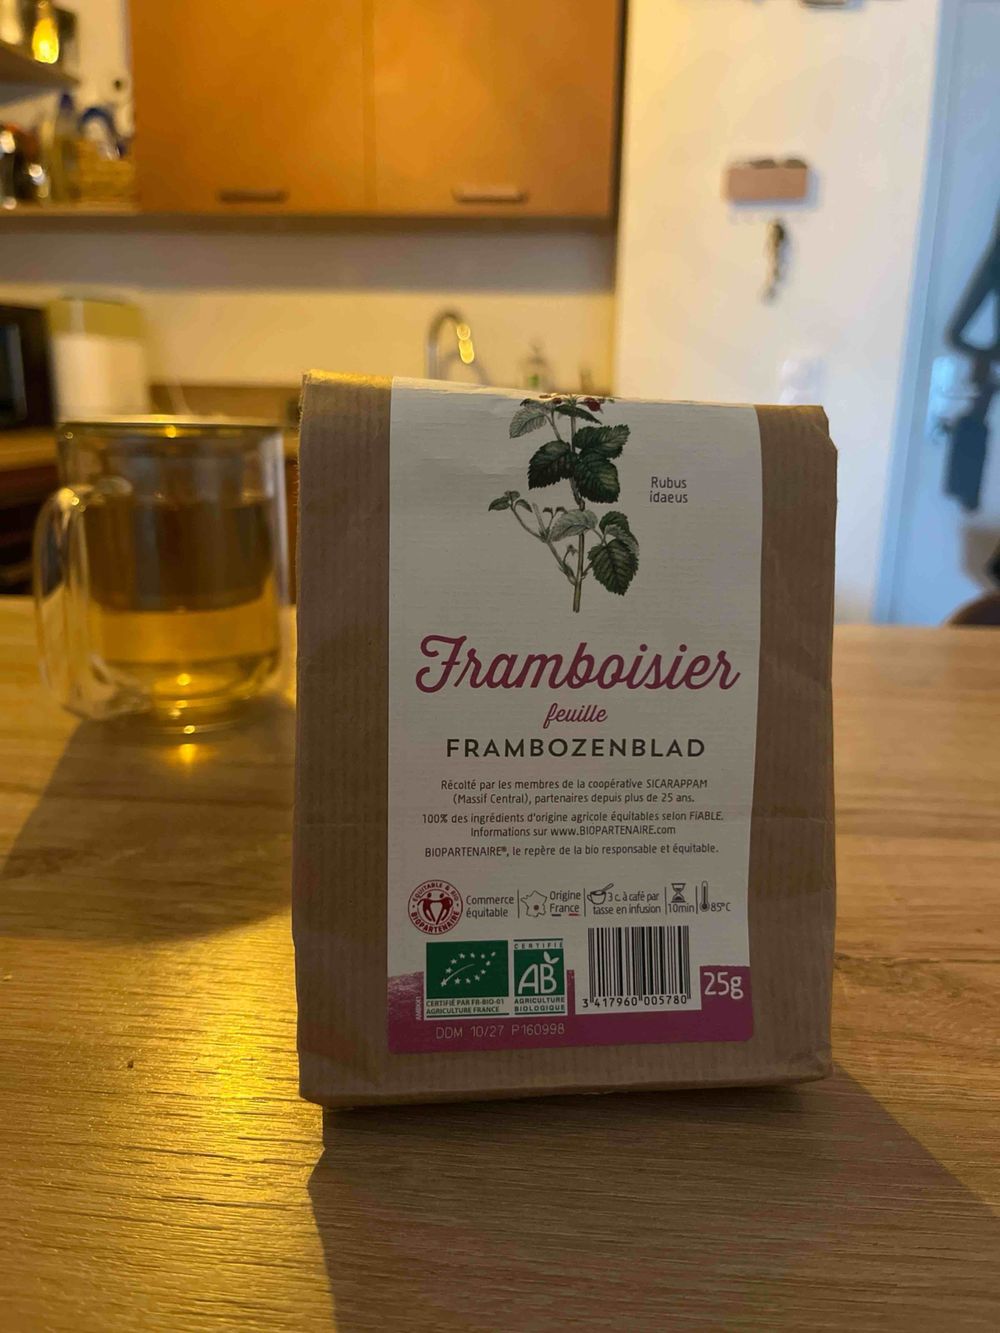 Rubus
idaeus
Framboisier
feuille
FRAMBOZENBLAD
Récolté par les membres de la coopérative SICARAPPAM
(Massif Central), partenaires depuis plus de 25 ans.
100% des ingrédients d'origine agricole équitables selon FiABLE.
Informations sur www.BIOPARTENAIRE.com
BIOPARTENAIRE®, le repère de la bio responsable et équitable.
ÉQUITABLE & BIO
BIOPARTENAIRE
Commerce
équitable
Origine
France
3 c. à café par
tasse en infusion
10min
85°C
CERTIFIÉ PAR FR-BIO-01
AGRICULTURE FRANCE
CERTIFIÉ
AB
AGRICULTURE
BIOLOGIQUE
3 417960 005780
25g
DDM 10/27 P160998